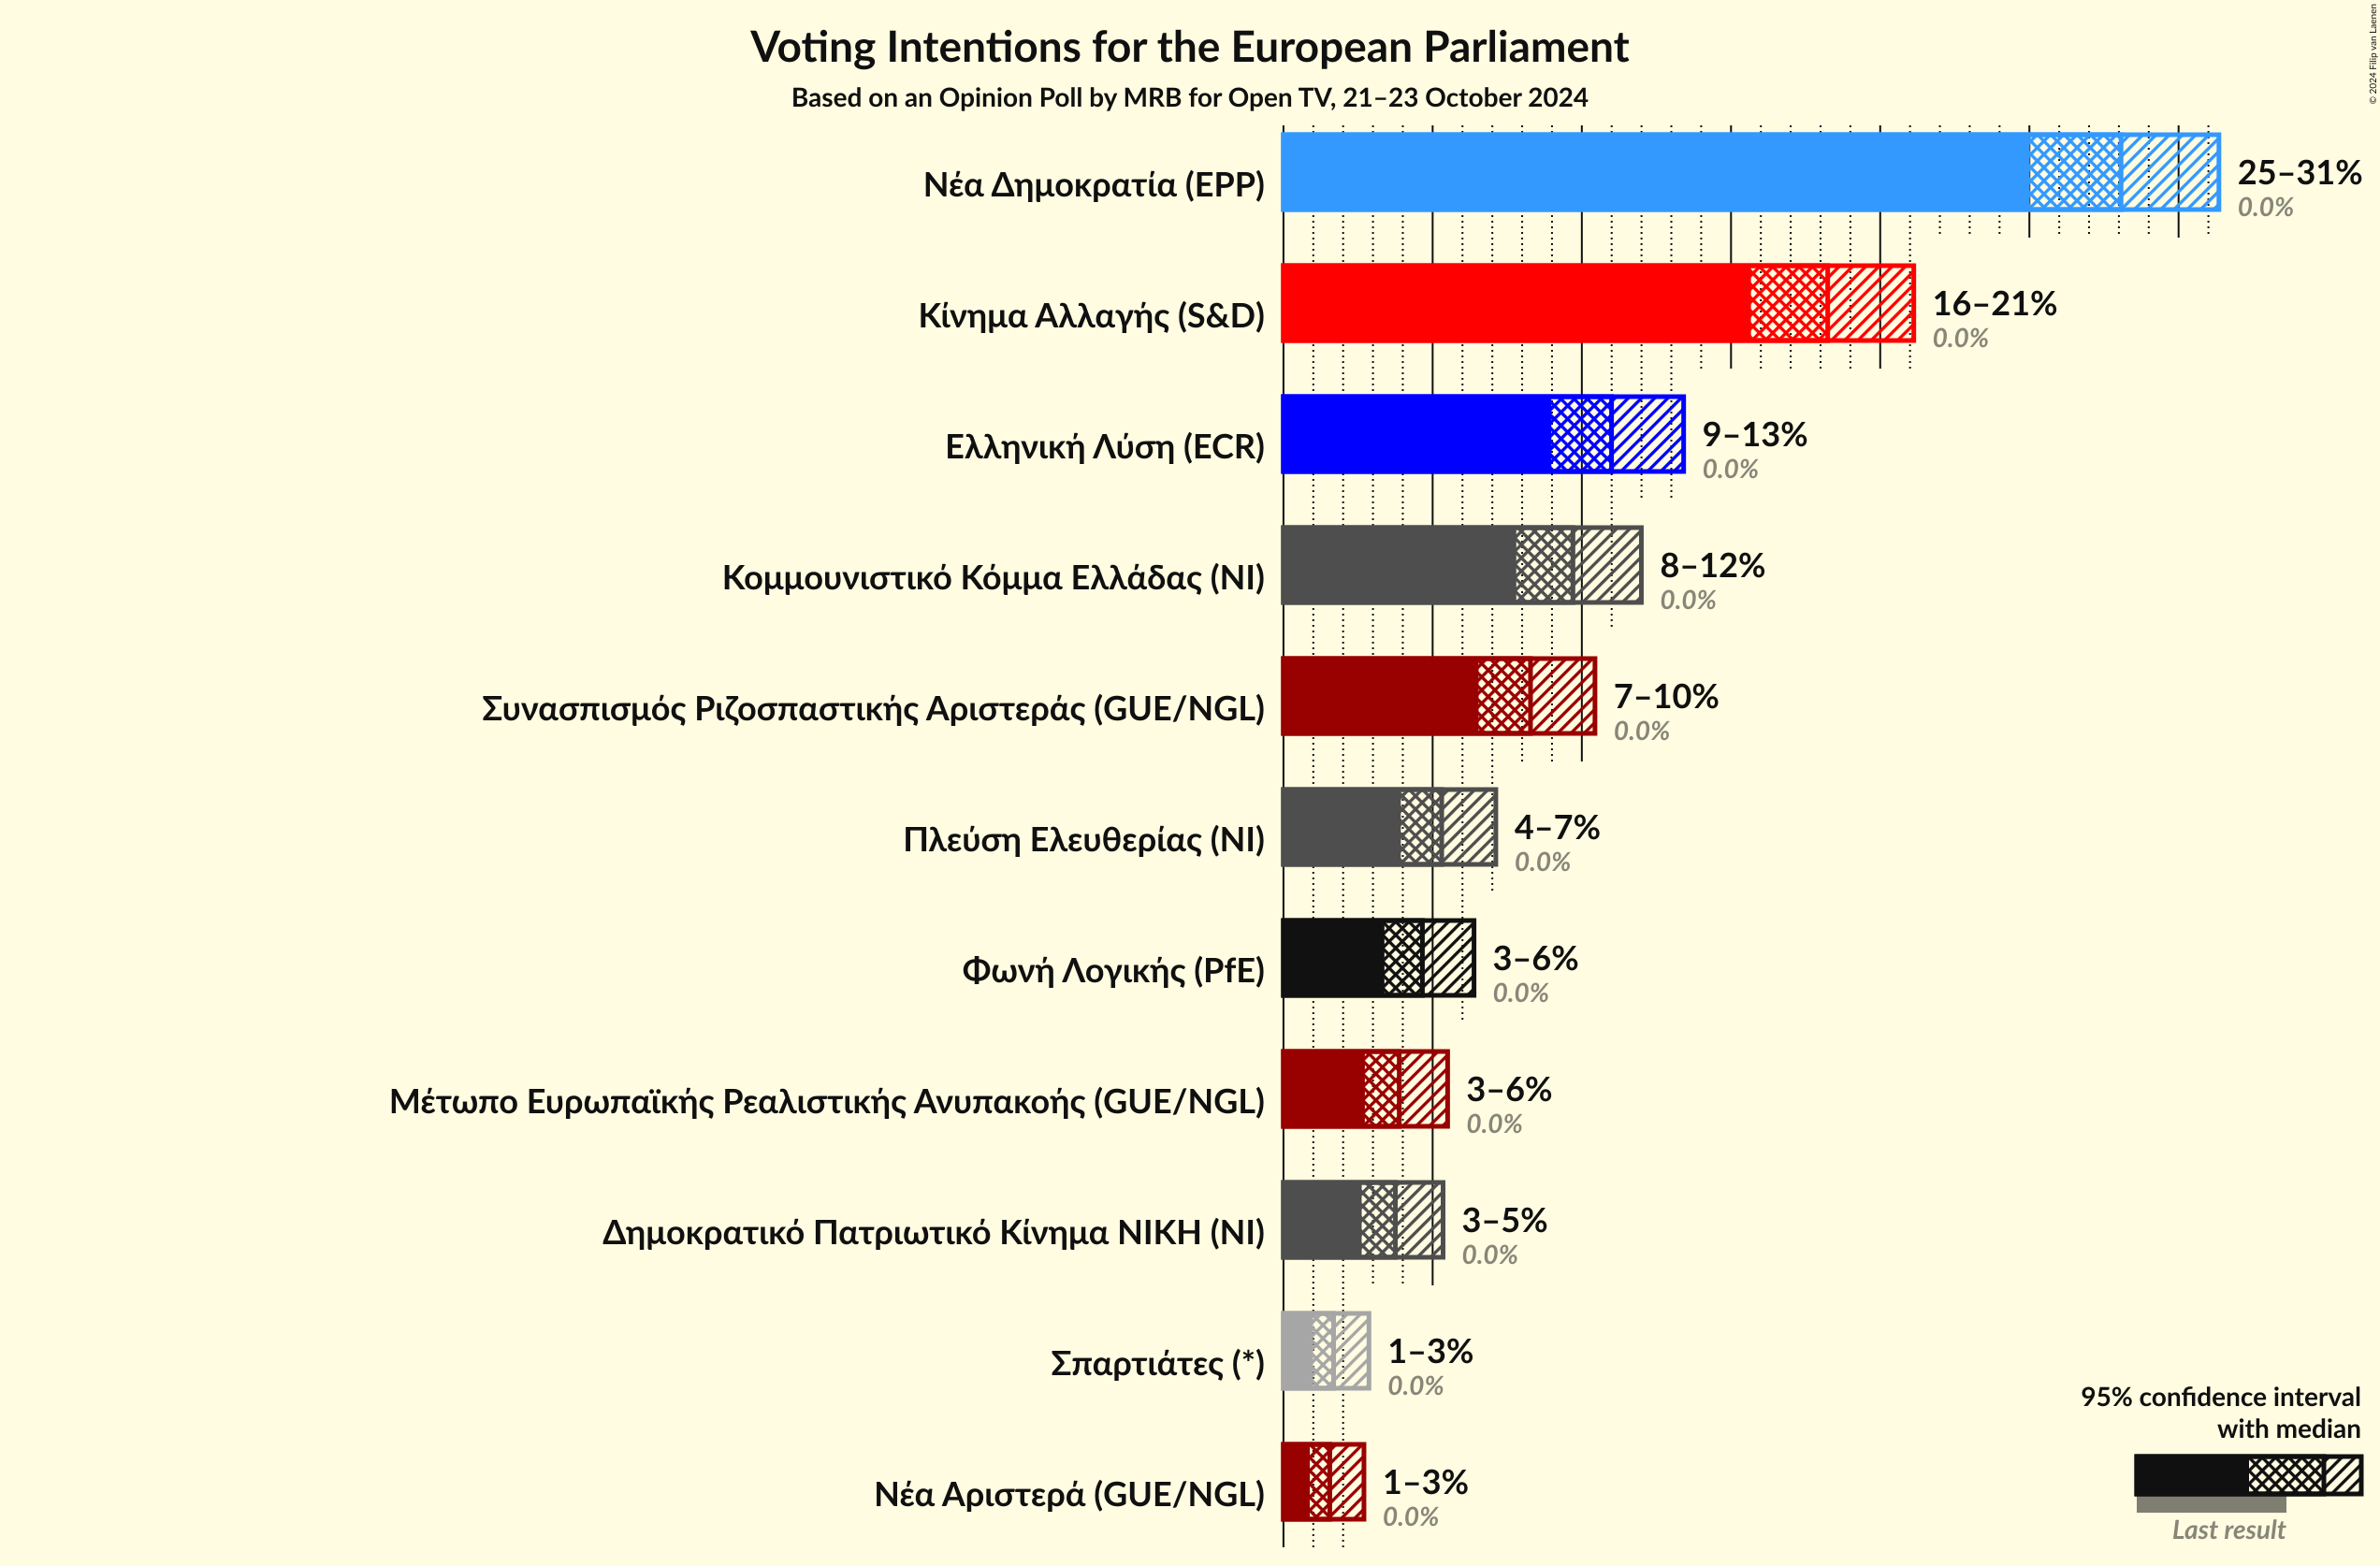 Voting Intentions for the European Parliament
Based on an Opinion Poll by MRB for Open TV, 21–23 October 2024
© 2024 Filip van Laenen
Νέα Δημοκρατία (EPP)
25–31%
0.0%
Κίνημα Αλλαγής (S&D)
16–21%
0.0%
Ελληνική Λύση (ECR)
9–13%
0.0%
Κομμουνιστικό Κόμμα Ελλάδας (NI)
8–12%
0.0%
Συνασπισμός Ριζοσπαστικής Αριστεράς (GUE/NGL)
7–10%
0.0%
Πλεύση Ελευθερίας (NI)
4–7%
0.0%
Φωνή Λογικής (PfE)
3–6%
0.0%
Μέτωπο Ευρωπαϊκής Ρεαλιστικής Ανυπακοής (GUE/NGL)
3–6%
0.0%
Δημοκρατικό Πατριωτικό Κίνημα ΝΙΚΗ (NI)
3–5%
0.0%
Σπαρτιάτες (*)
1–3%
0.0%
Νέα Αριστερά (GUE/NGL)
1–3%
0.0%
95% confidence interval
with median
Last result